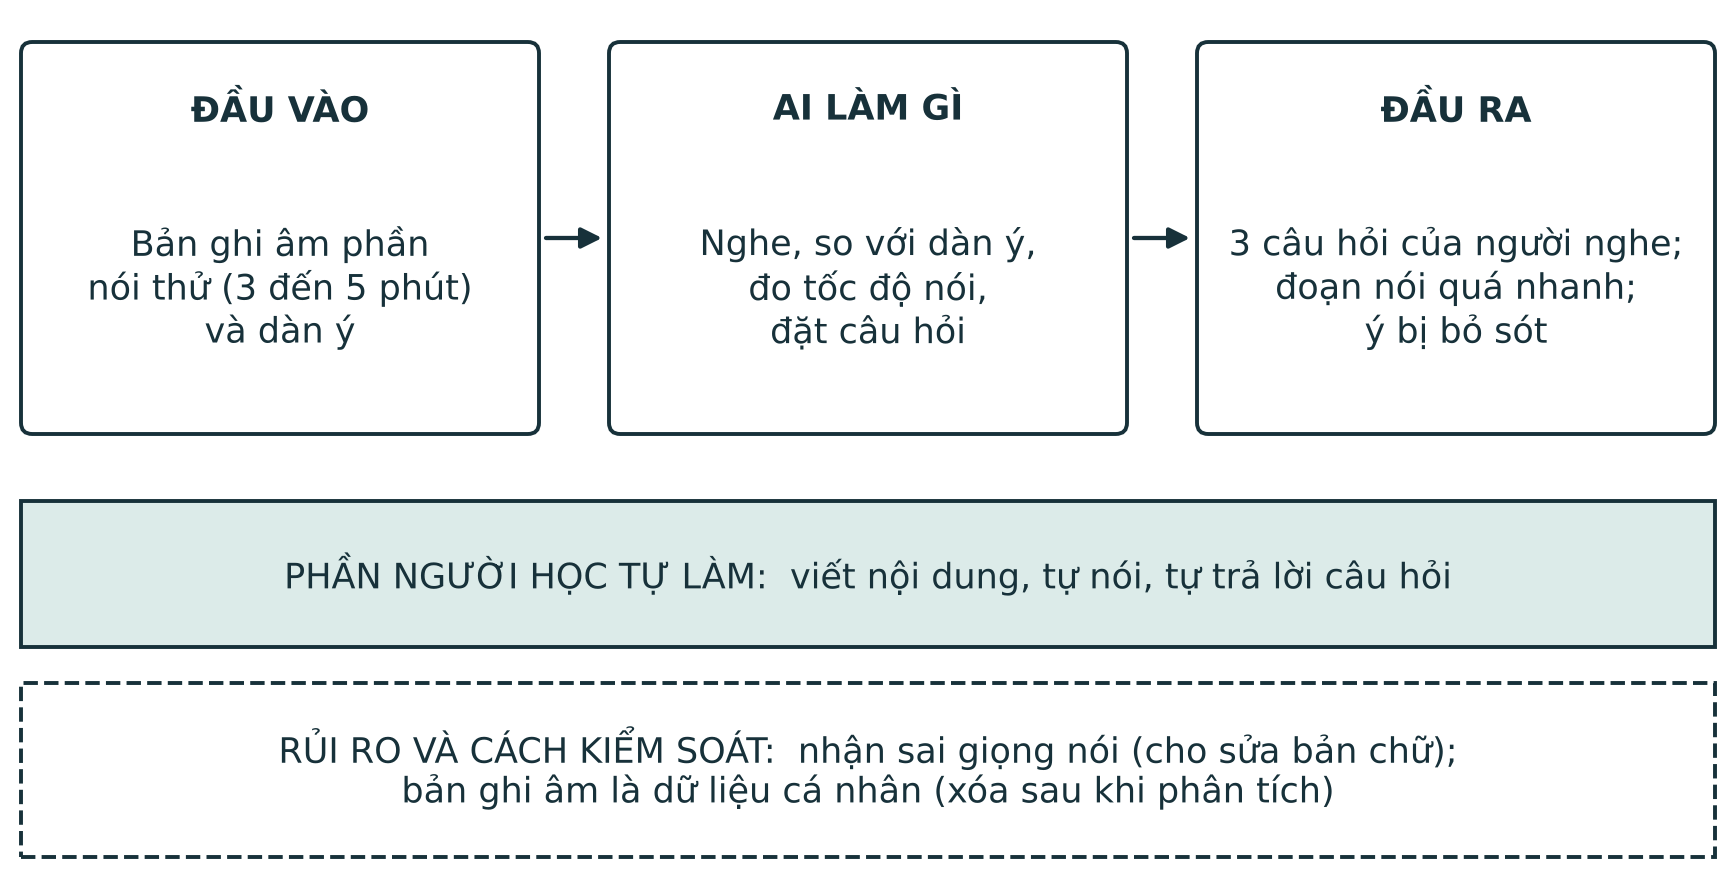 ĐẦU VÀO
Bản ghi âm phần
nói thử (3 đến 5 phút)
và dàn ý
AI LÀM GÌ
Nghe, so với dàn ý,
đo tốc độ nói,
đặt câu hỏi
ĐẦU RA
3 câu hỏi của người nghe;
đoạn nói quá nhanh;
ý bị bỏ sót
PHẦN NGƯỜI HỌC TỰ LÀM: viết nội dung, tự nói, tự trả lời câu hỏi
RỦI RO VÀ CÁCH KIỂM SOÁT: nhận sai giọng nói (cho sửa bản chữ);
bản ghi âm là dữ liệu cá nhân (xóa sau khi phân tích)